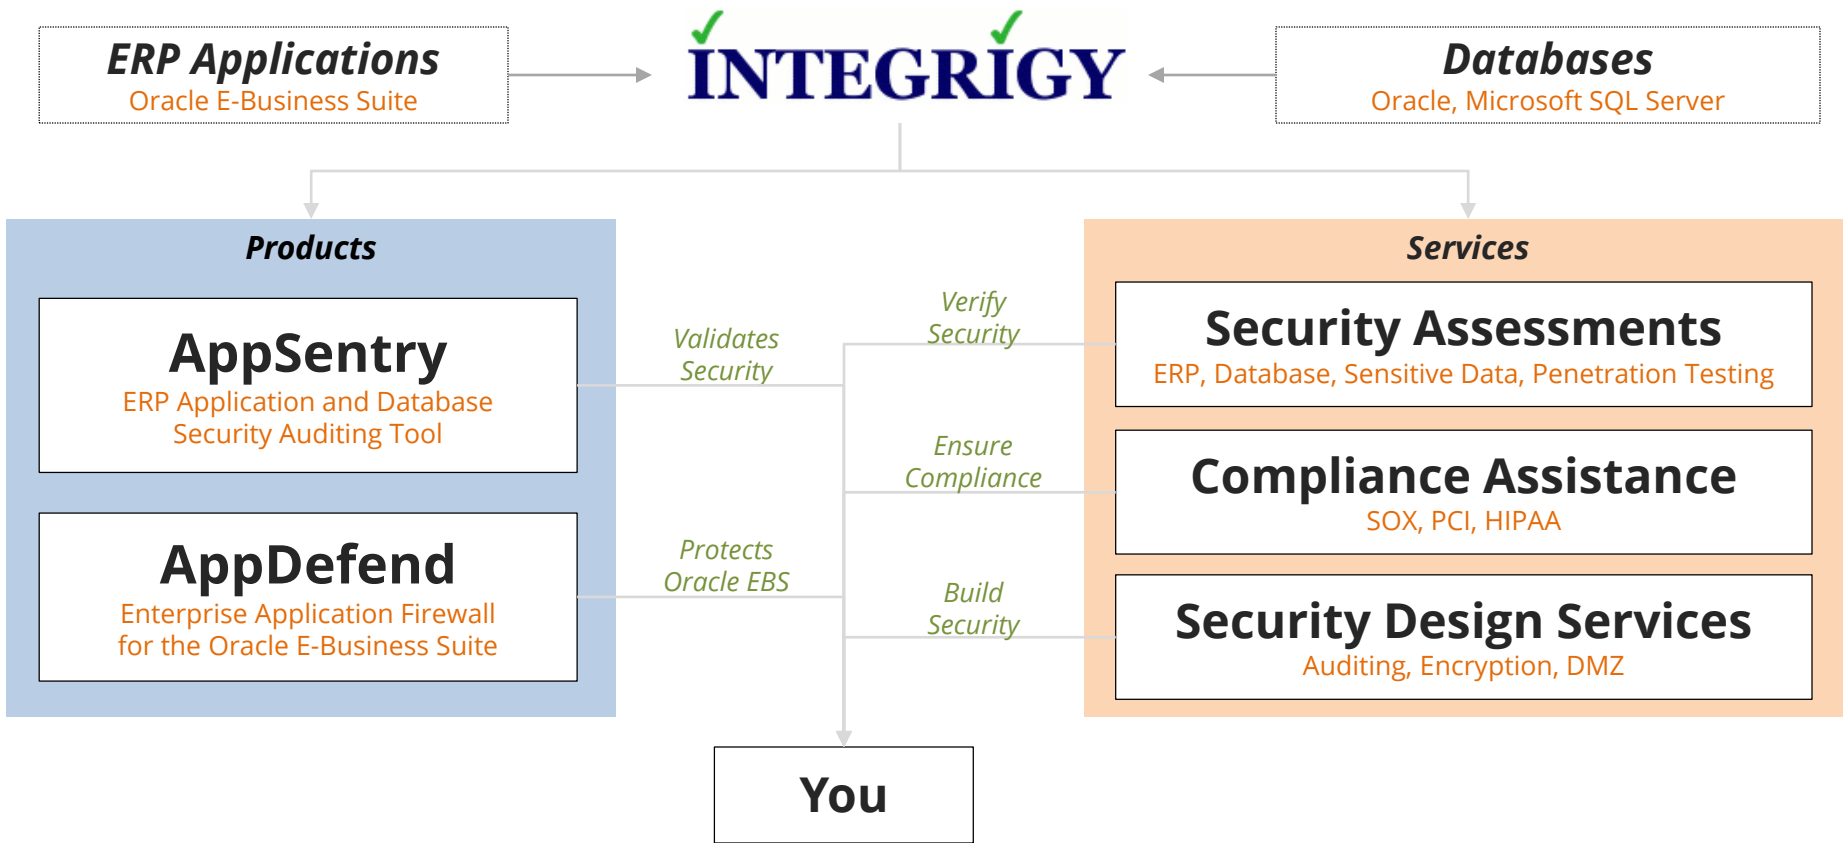 ERP Applications
Oracle E-Business Suite
INTEGRIGY
Databases
Oracle, Microsoft SQL Server
Products
AppSentry
ERP Application and Database
Security Auditing Tool
AppDefend
Enterprise Application Firewall
for the Oracle E-Business Suite
Validates
Security
Protects
Oracle EBS
Verify
Security
Ensure
Compliance
Build
Security
Services
Security Assessments
ERP, Database, Sensitive Data, Penetration Testing
Compliance Assistance
SOX, PCI, HIPAA
Security Design Services
Auditing, Encryption, DMZ
You